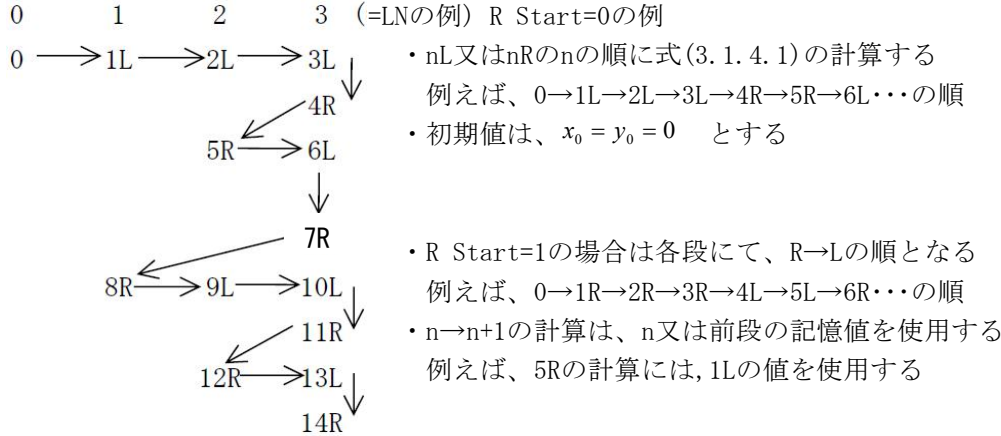 0 1 2 3 (=LNの例) R Start=0の例
0 → 1L → 2L → 3L
・nL又はnRのnの順に式(3.1.4.1)の計算する
4R
例えば、0→1L→2L→3L→4R→5R→6L・・・の順
・初期値は、x₀ = y₀ = 0 とする
5R → 6L
7R
・R Start=1の場合は各段にて、R→Lの順となる
8R → 9L → 10L
例えば、0→1R→2R→3R→4L→5L→6R・・・の順
11R
・n→n+1の計算は、n又は前段の記憶値を使用する
12R → 13L
例えば、5Rの計算には,1Lの値を使用する
14R